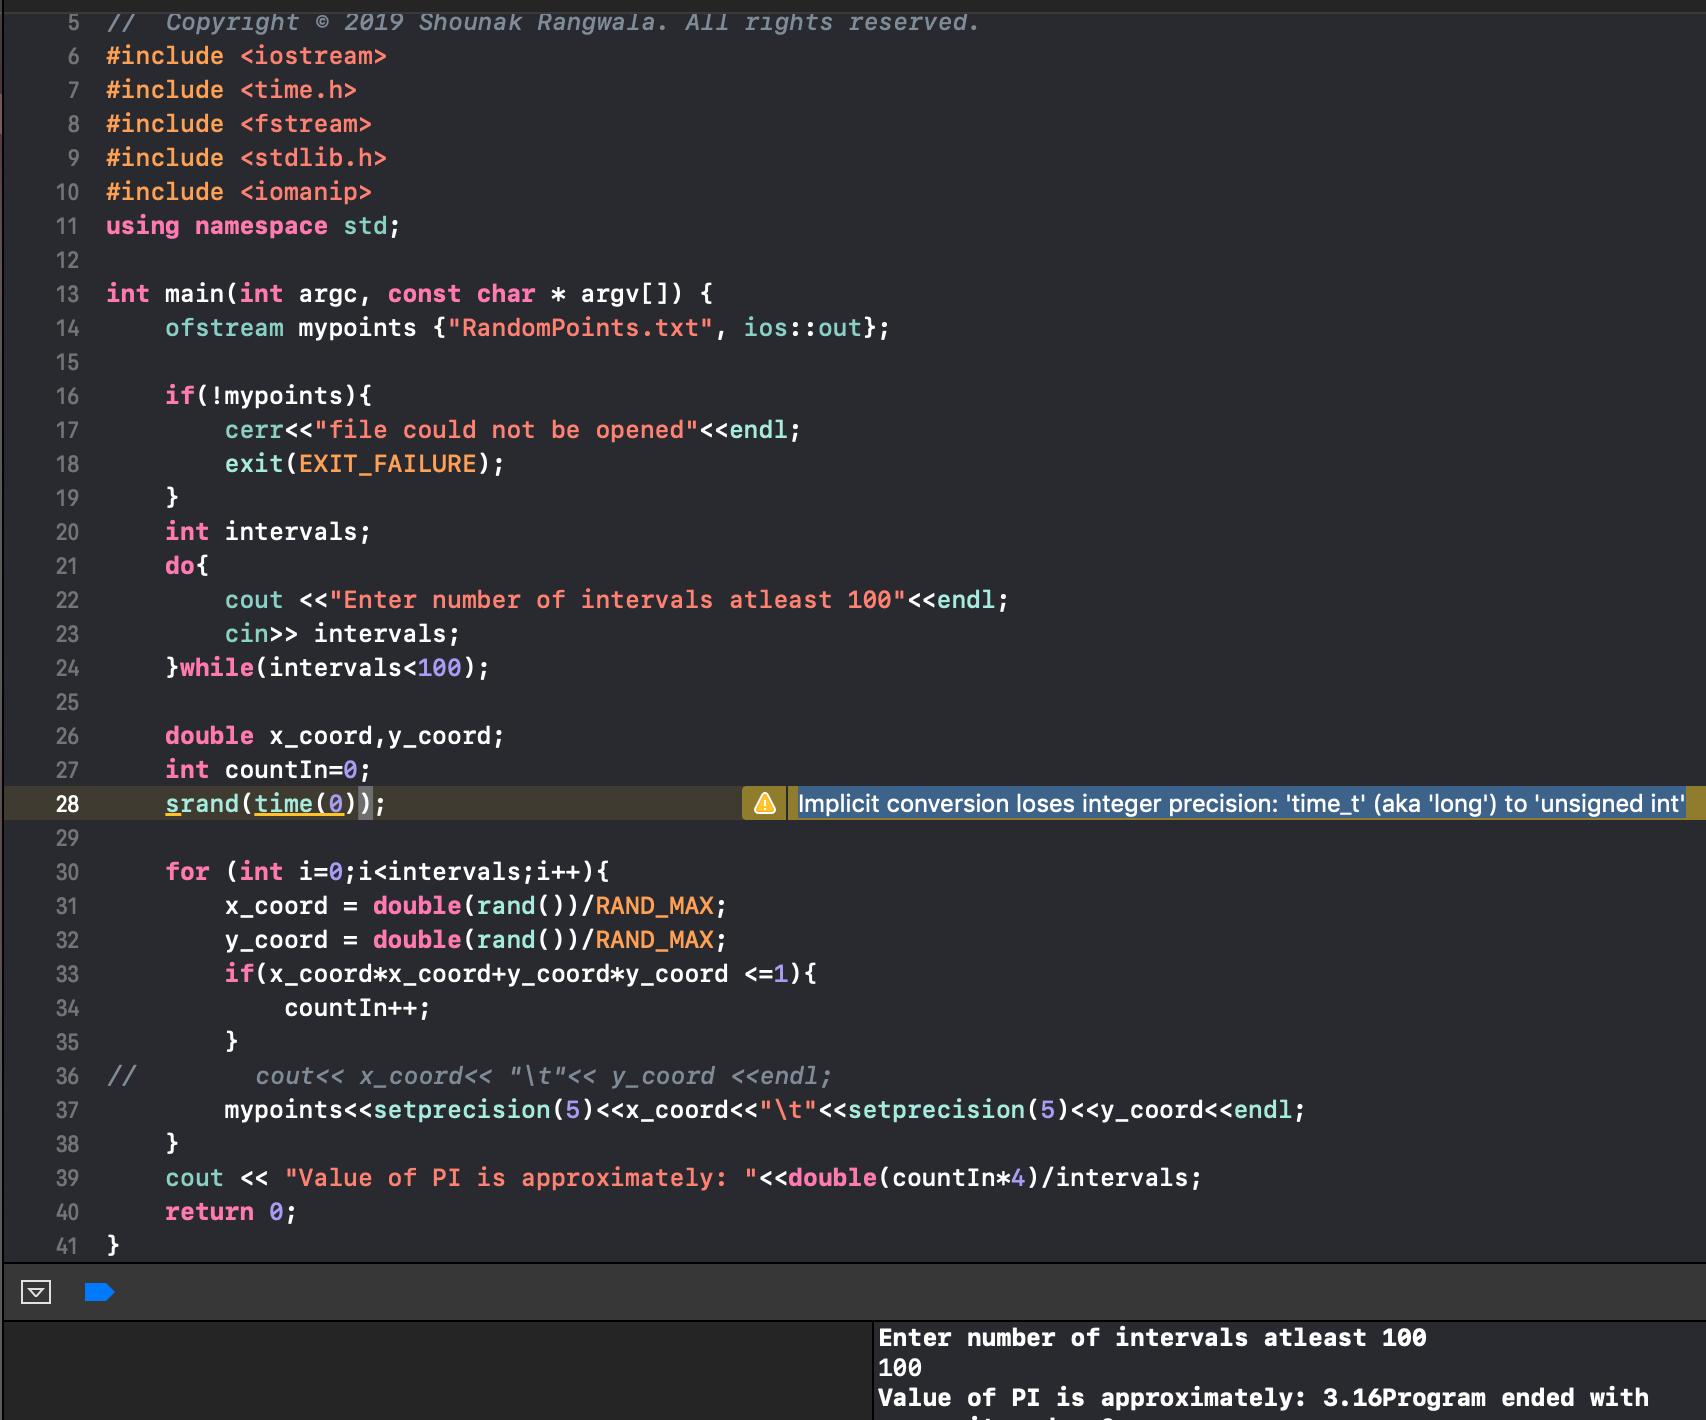 5 //  Copyright © 2019 Shounak Rangwala. All rights reserved.
6 #include <iostream>
7 #include <time.h>
8 #include <fstream>
9 #include <stdlib.h>
10 #include <iomanip>
11 using namespace std;
12
13 int main(int argc, const char * argv[]) {
14     ofstream mypoints {"RandomPoints.txt", ios::out};
15
16     if(!mypoints){
17         cerr<<"file could not be opened"<<endl;
18         exit(EXIT_FAILURE);
19     }
20     int intervals;
21     do{
22         cout <<"Enter number of intervals atleast 100"<<endl;
23         cin>> intervals;
24     }while(intervals<100);
25
26     double x_coord,y_coord;
27     int countIn=0;
28     srand(time(0)); Implicit conversion loses integer precision: 'time_t' (aka 'long') to 'unsigned int'
29
30     for (int i=0;i<intervals;i++){
31         x_coord = double(rand())/RAND_MAX;
32         y_coord = double(rand())/RAND_MAX;
33         if(x_coord*x_coord+y_coord*y_coord <=1){
34             countIn++;
35         }
36 //        cout<< x_coord<< "\t"<< y_coord <<endl;
37         mypoints<<setprecision(5)<<x_coord<<"\t"<<setprecision(5)<<y_coord<<endl;
38     }
39     cout << "Value of PI is approximately: "<<double(countIn*4)/intervals;
40     return 0;
41 }
Enter number of intervals atleast 100
100
Value of PI is approximately: 3.16Program ended with